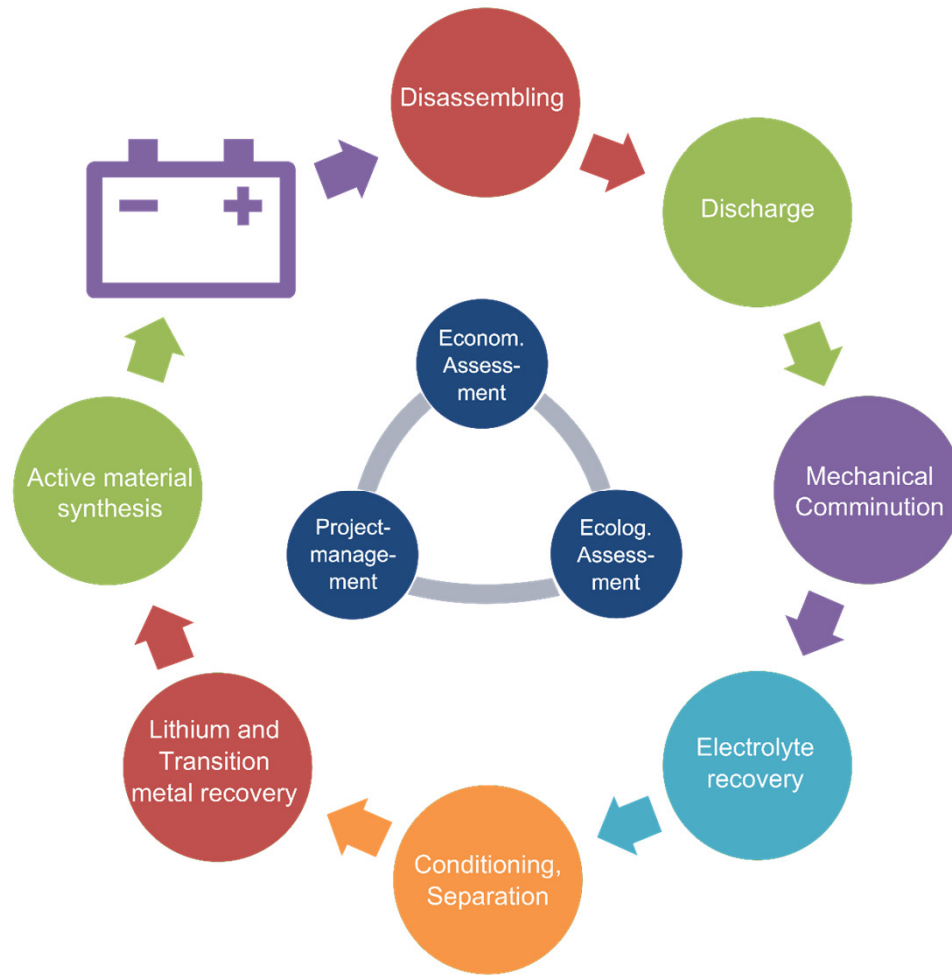 Disassembling
Discharge
Mechanical
Comminution
Electrolyte
recovery
Conditioning,
Separation
Lithium and
Transition
metal recovery
Active material
synthesis
Econom.
Assess-
ment
Ecolog.
Assess-
ment
Project-
manage-
ment